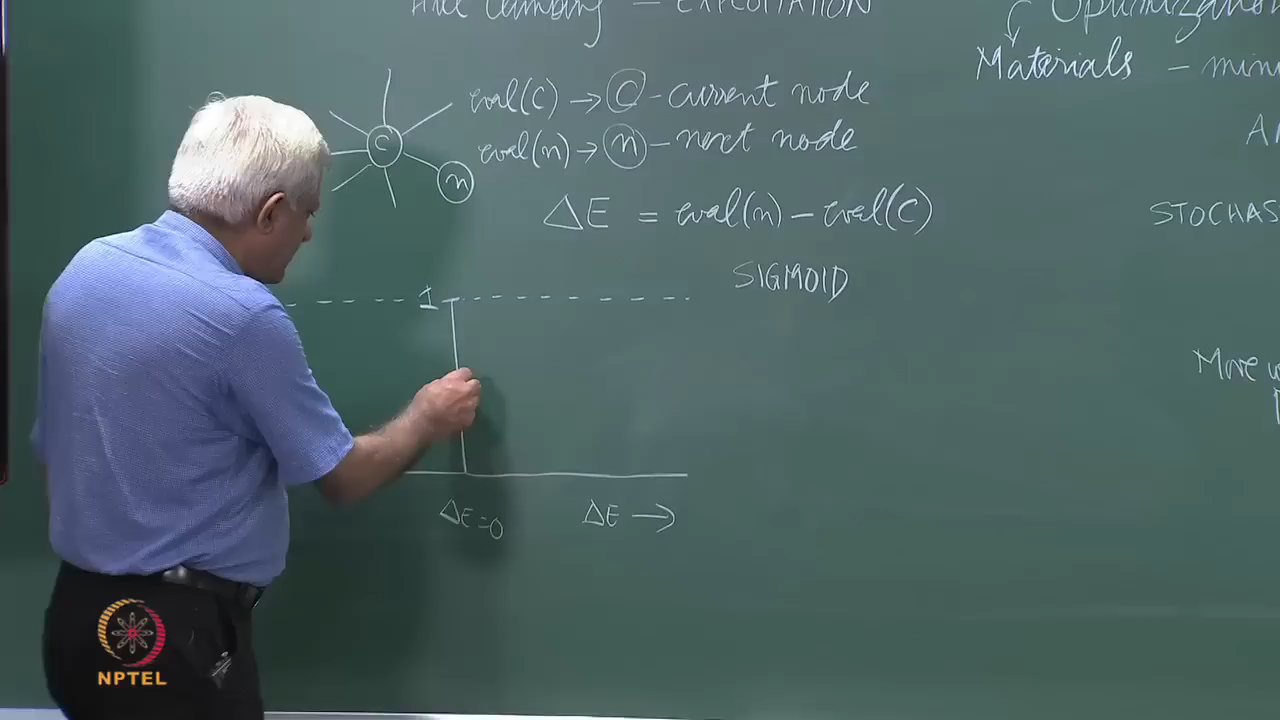 Hill Climbing – EXPLOITATION
Optimization
Materials – mini
eval(c) → C – current node
eval(n) → n – next node
C
n
ΔE = eval(n) – eval(c)
STOCHAS
SIGMOID
1
Move
ΔE=0
ΔE →
NPTEL